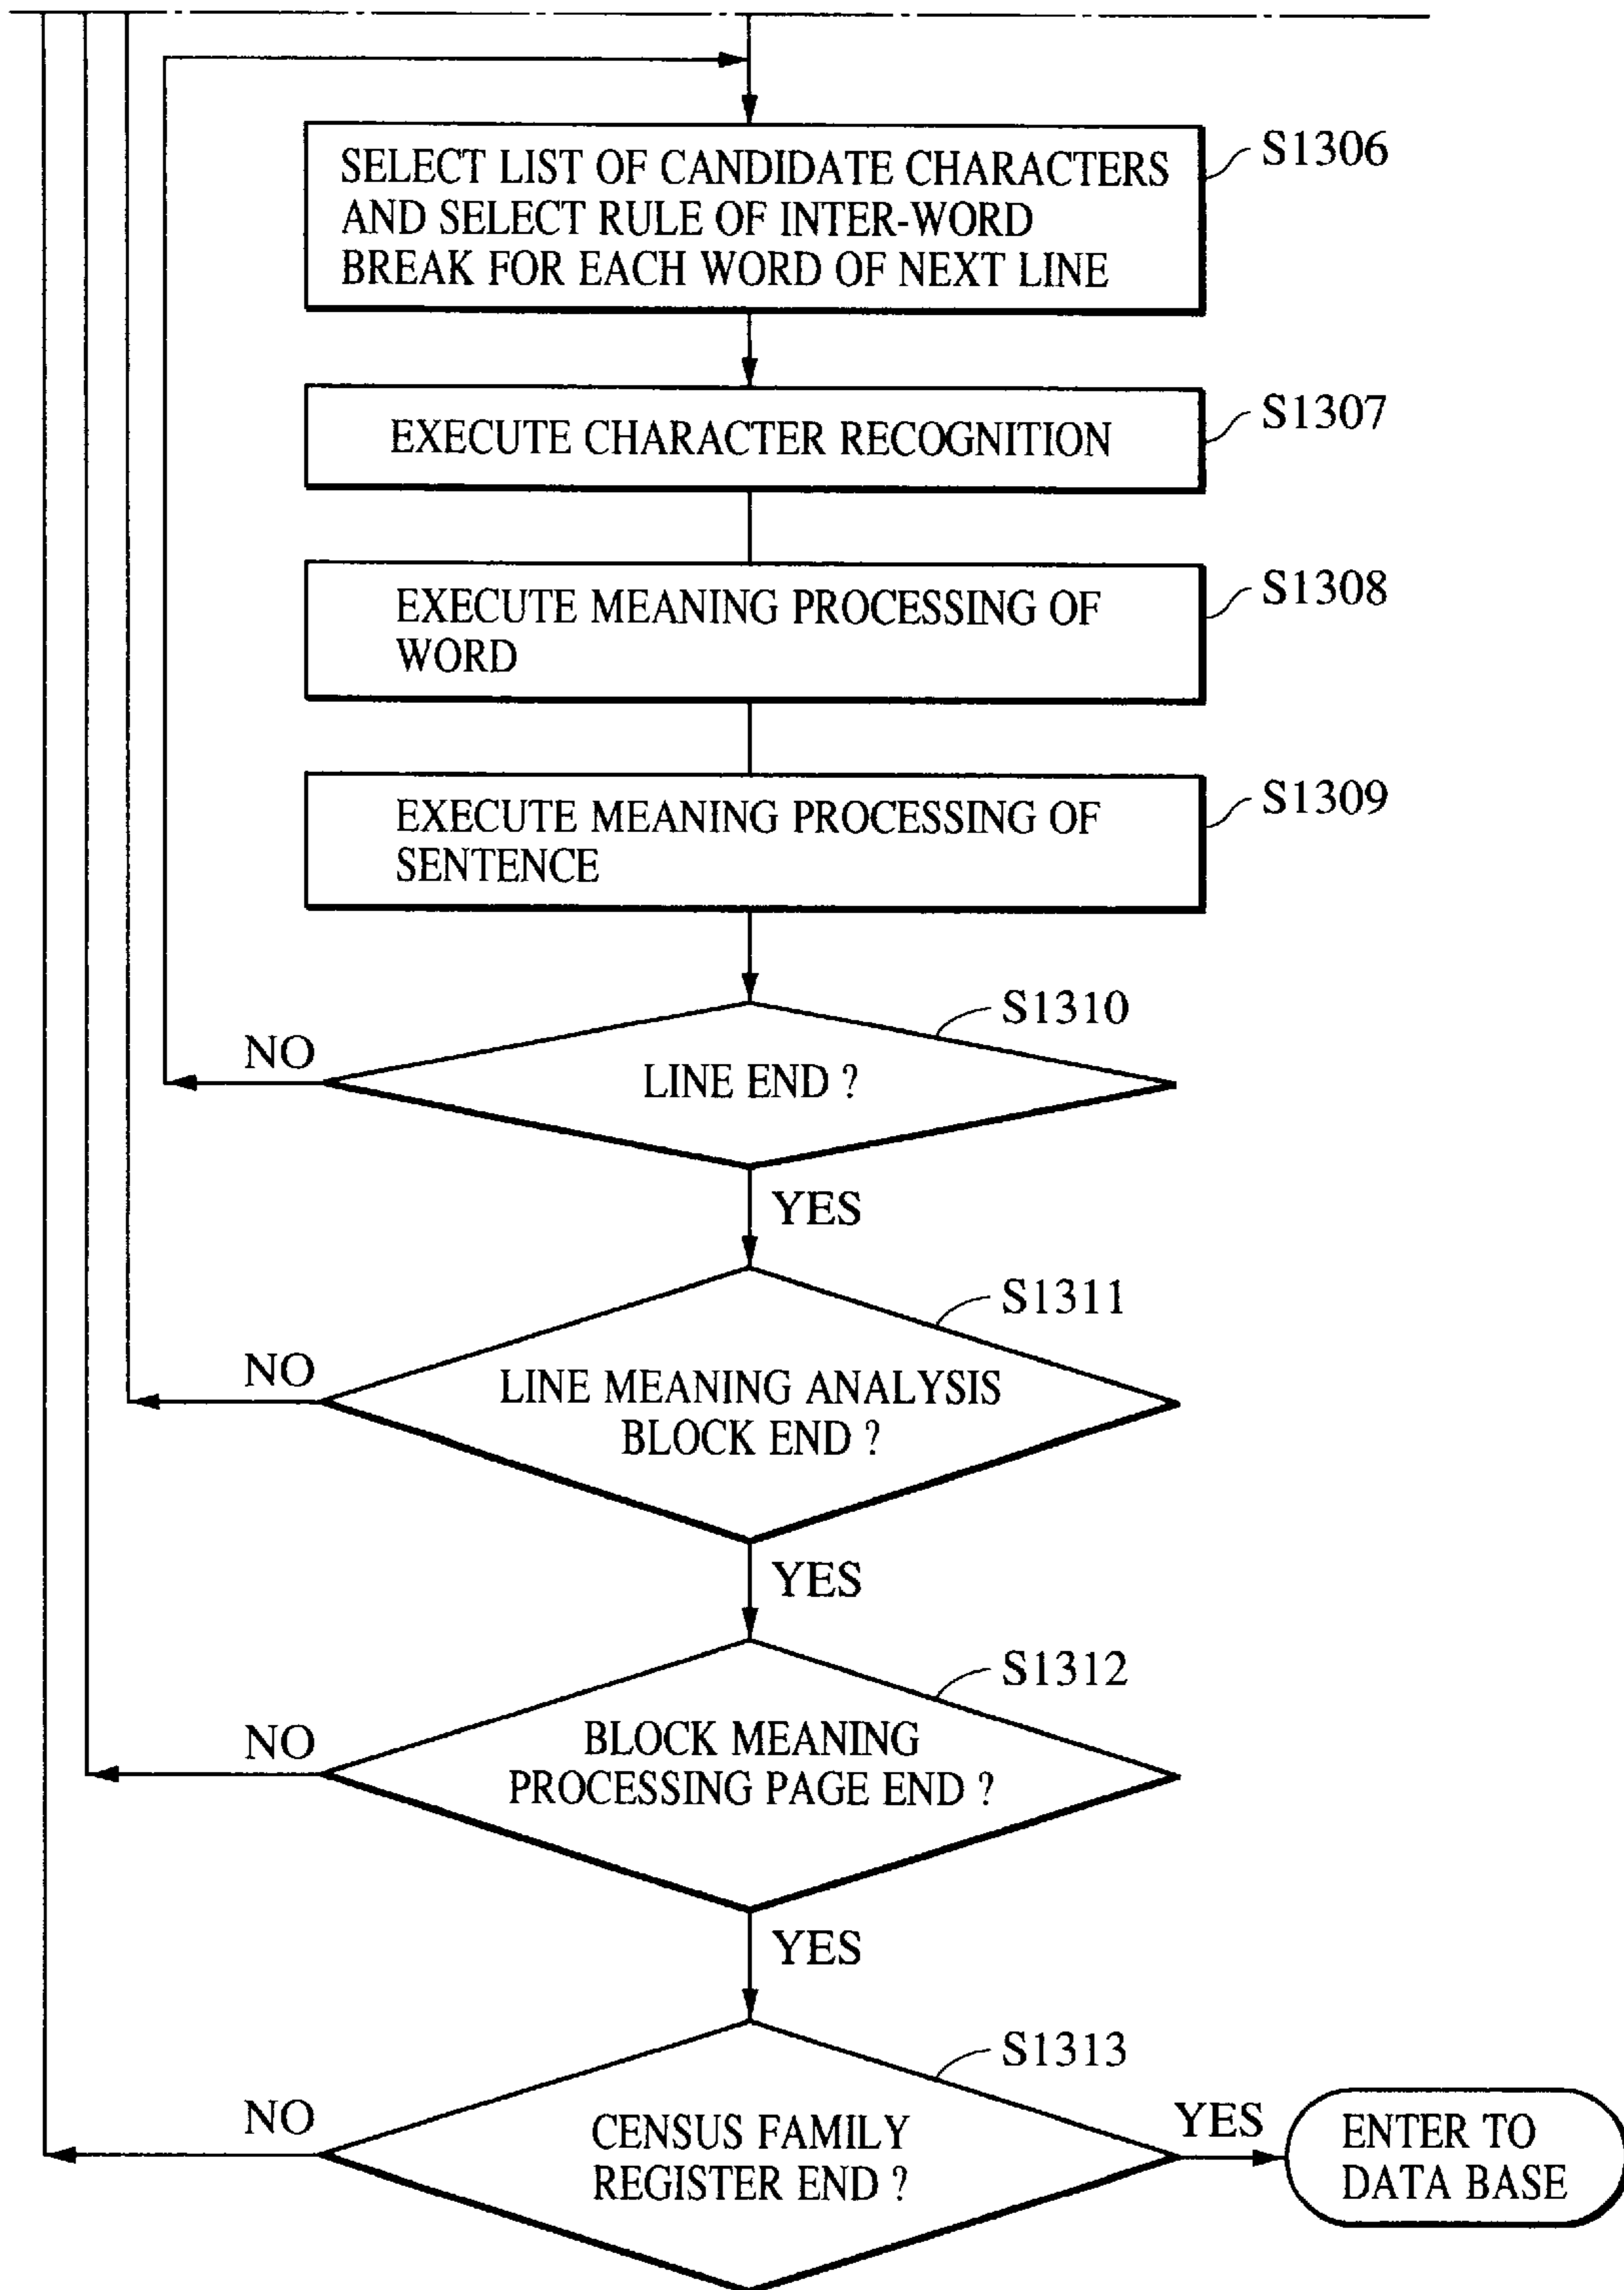 SELECT LIST OF CANDIDATE CHARACTERS
AND SELECT RULE OF INTER-WORD
BREAK FOR EACH WORD OF NEXT LINE
S1306
EXECUTE CHARACTER RECOGNITION
S1307
EXECUTE MEANING PROCESSING OF
WORD
S1308
EXECUTE MEANING PROCESSING OF
SENTENCE
S1309
S1310
NO
LINE END ?
YES
S1311
NO
LINE MEANING ANALYSIS
BLOCK END ?
YES
S1312
NO
BLOCK MEANING
PROCESSING PAGE END ?
YES
S1313
NO
CENSUS FAMILY
REGISTER END ?
YES
ENTER TO
DATA BASE